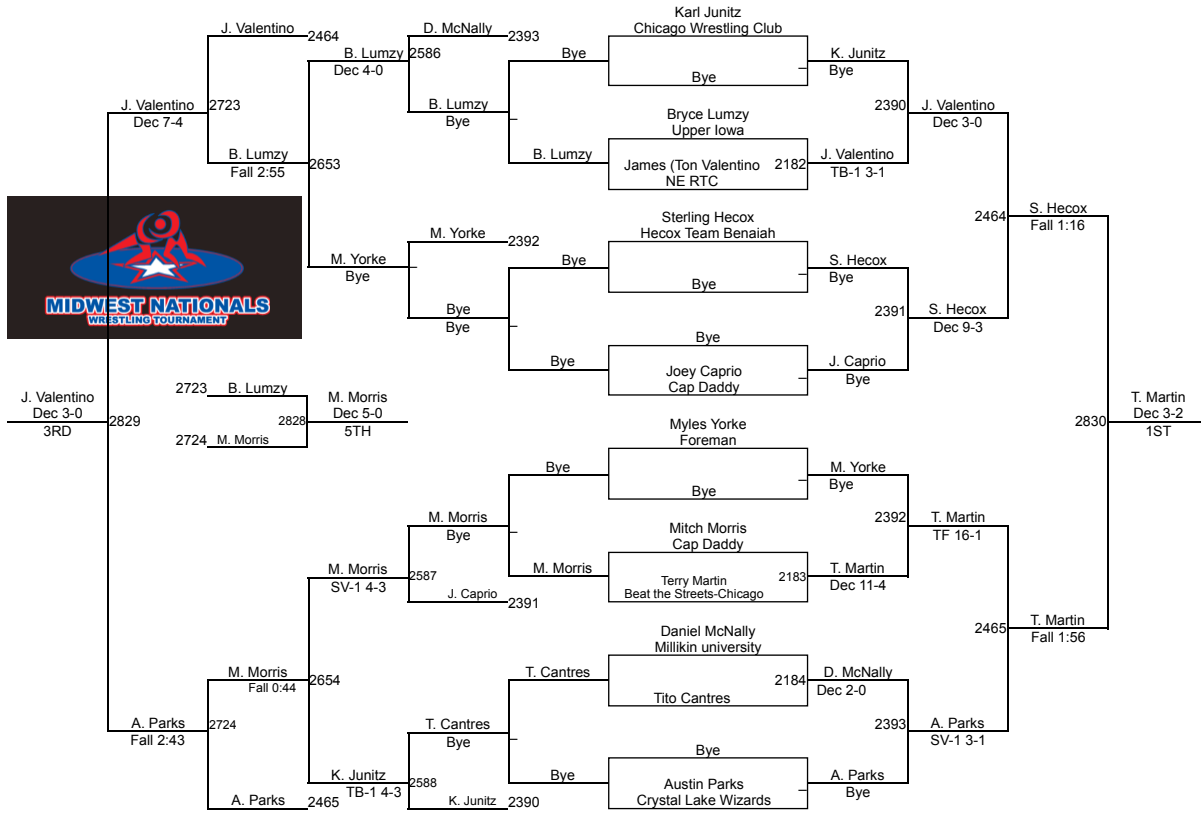 Karl Junitz
Chicago Wrestling Club
J. Valentino
2464
D. McNally
2393
B. Lumzy
2586
Dec 4-0
Bye
K. Junitz
Bye
Bye
J. Valentino
2723
Dec 7-4
B. Lumzy
Bye
Bryce Lumzy
Upper Iowa
2390
J. Valentino
Dec 3-0
B. Lumzy
2653
Fall 2:55
B. Lumzy
James (Ton Valentino
2182
NE RTC
J. Valentino
TB-1 3-1
Sterling Hecox
Hecox Team Benaiah
2464
S. Hecox
Fall 1:16
M. Yorke
2392
M. Yorke
Bye
Bye
Bye
S. Hecox
Bye
Bye
Bye
2391
S. Hecox
Dec 9-3
Bye
Bye
Joey Caprio
Cap Daddy
J. Caprio
Bye
MIDWEST NATIONALS
WRESTLING TOURNAMENT
J. Valentino
Dec 3-0
3RD
2829
2723
B. Lumzy
2724
M. Morris
2828
M. Morris
Dec 5-0
5TH
Myles Yorke
Foreman
2830
T. Martin
Dec 3-2
1ST
Bye
Bye
M. Yorke
Bye
M. Morris
Bye
Mitch Morris
Cap Daddy
2392
T. Martin
TF 16-1
M. Morris
2587
SV-1 4-3
M. Morris
Terry Martin
2183
Beat the Streets-Chicago
T. Martin
Dec 11-4
J. Caprio
2391
Daniel McNally
Millikin university
2465
T. Martin
Fall 1:56
M. Morris
2654
Fall 0:44
T. Cantres
2184
Tito Cantres
D. McNally
Dec 2-0
A. Parks
2724
Fall 2:43
T. Cantres
Bye
Bye
2393
A. Parks
SV-1 3-1
K. Junitz
2588
TB-1 4-3
Bye
Austin Parks
Crystal Lake Wizards
A. Parks
Bye
A. Parks
2465
K. Junitz
2390